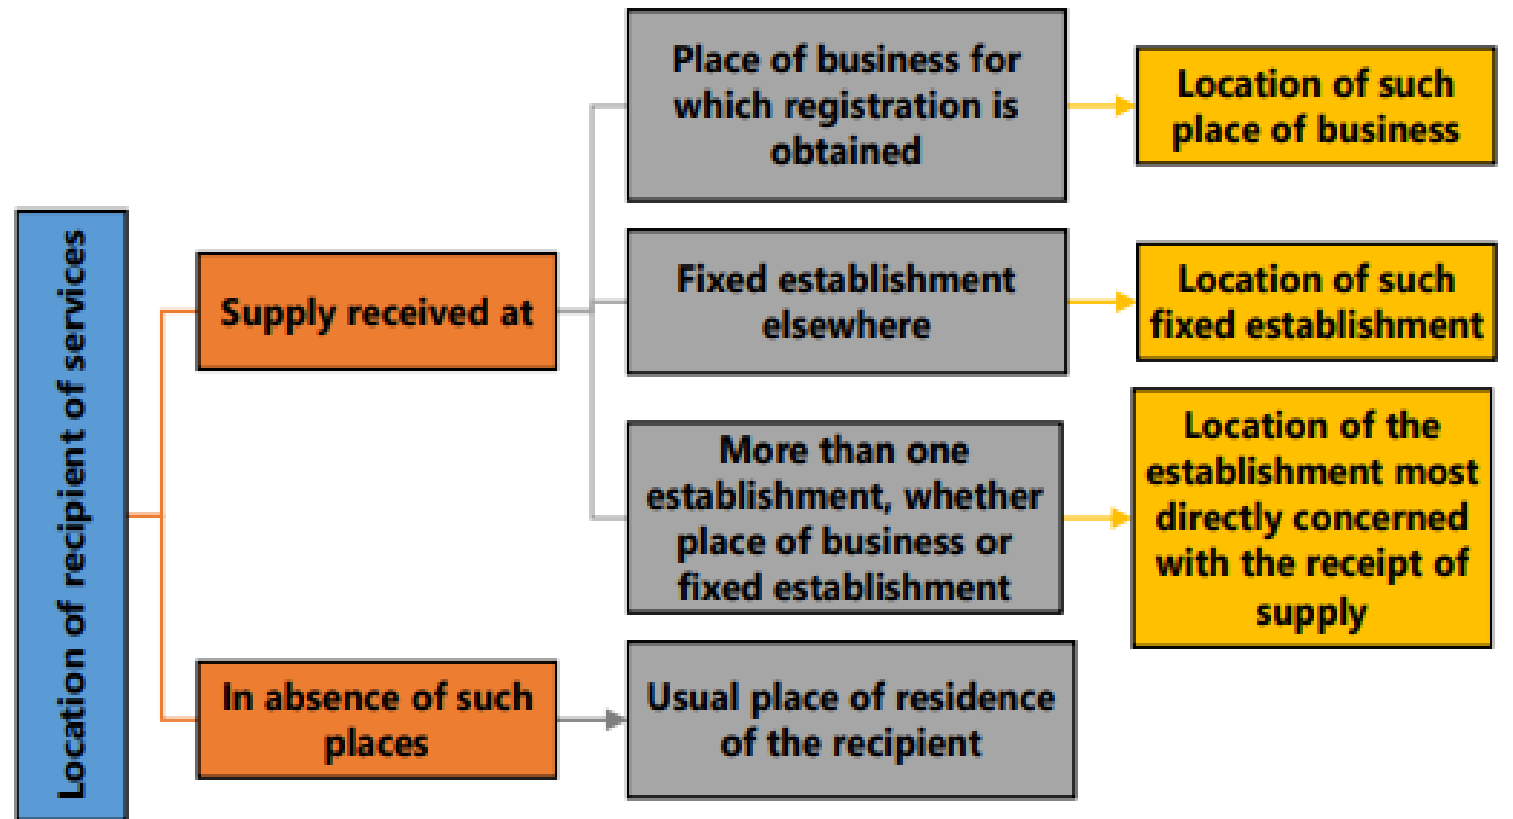 Location of recipient of services
Supply received at
Place of business for
which registration is
obtained
Location of such
place of business
Fixed establishment
elsewhere
Location of such
fixed establishment
More than one
establishment, whether
place of business or
fixed establishment
Location of the
establishment most
directly concerned
with the receipt of
supply
In absence of such
places
Usual place of residence
of the recipient